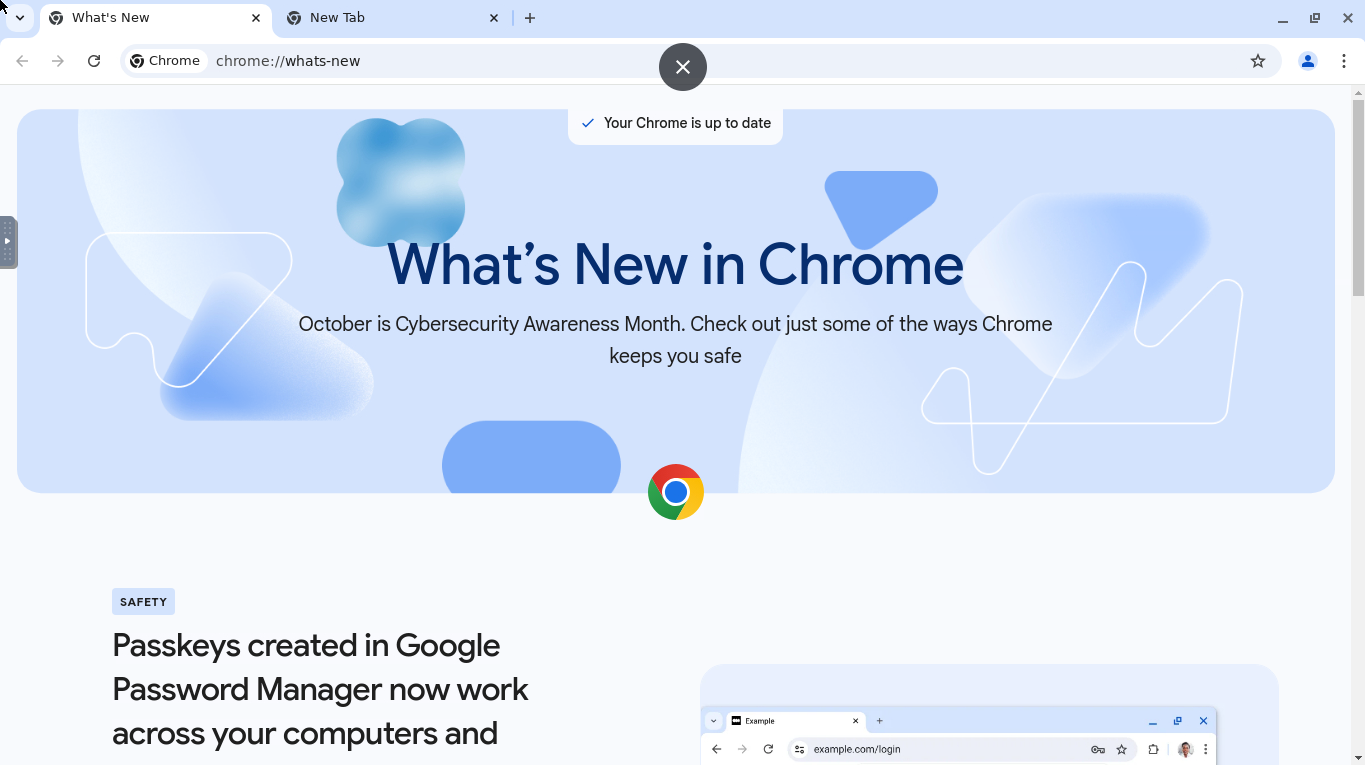 What's New
New Tab
Chrome
chrome://whats-new
Your Chrome is up to date
What's New in Chrome
October is Cybersecurity Awareness Month. Check out just some of the ways Chrome
keeps you safe
SAFETY
Passkeys created in Google
Password Manager now work
across your computers and
Example
example.com/login